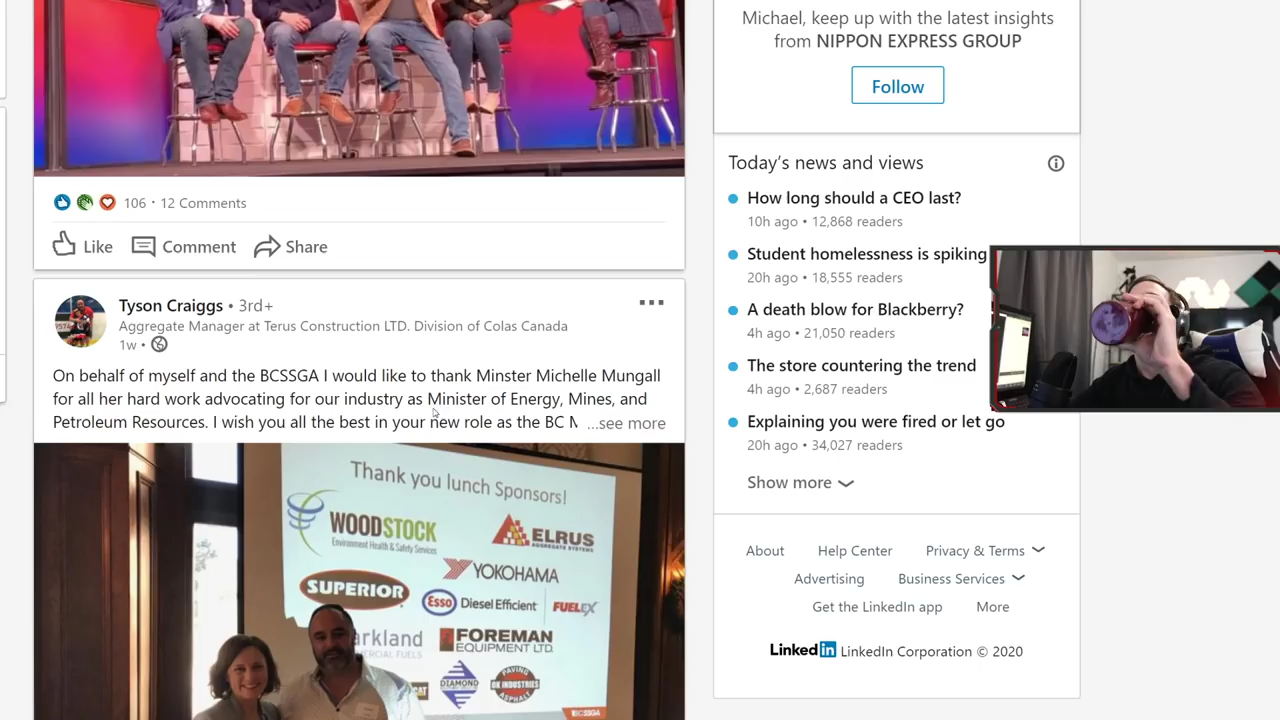 106 · 12 Comments
Like
Comment
Share
Tyson Craiggs • 3rd+
Aggregate Manager at Terus Construction LTD. Division of Colas Canada
1w •
On behalf of myself and the BCSSGA I would like to thank Minster Michelle Mungall
for all her hard work advocating for our industry as Minister of Energy, Mines, and
Petroleum Resources. I wish you all the best in your new role as the BC
...see more
Thank you lunch Sponsors!
WOODSTOCK
Environment Health & Safety Services
ELRUS
AGGREGATE SYSTEMS
YOKOHAMA
SUPERIOR
Esso Diesel Efficient
FUELEX
FOREMAN
EQUIPMENT LTD.
DIAMOND
PAVING
OK INDUSTRIES
ASPHALT
BCSSGA
Michael, keep up with the latest insights
from NIPPON EXPRESS GROUP
Follow
Today's news and views
How long should a CEO last?
10h ago • 12,868 readers
Student homelessness is spiking
20h ago • 18,555 readers
A death blow for Blackberry?
4h ago • 21,050 readers
The store countering the trend
4h ago • 2,687 readers
Explaining you were fired or let go
20h ago • 34,027 readers
Show more
About
Help Center
Privacy & Terms
Advertising
Business Services
Get the LinkedIn app
More
LinkedIn LinkedIn Corporation © 2020